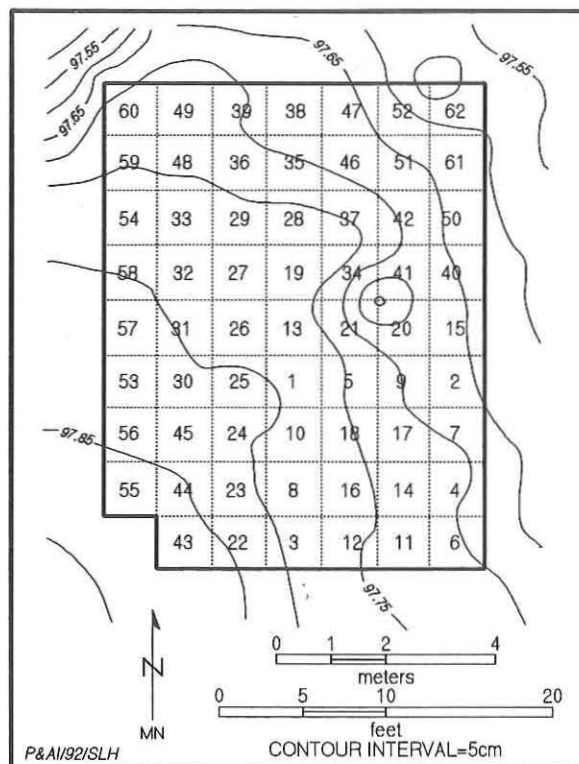 97.55
97.65
97.65
97.55
60 49 39 38 47 52 62
59 48 36 35 46 51 61
54 33 29 28 37 42 50
58 32 27 19 34 41 40
57 31 26 13 21 20 15
53 30 25 1 5 9 2
56 45 24 10 18 17 7
97.85
55 44 23 8 16 14 4
43 22 3 12 11 6
97.75
N
MN
0 1 2 4
meters
0 5 10 20
feet
P&AI/92/SLH
CONTOUR INTERVAL=5cm